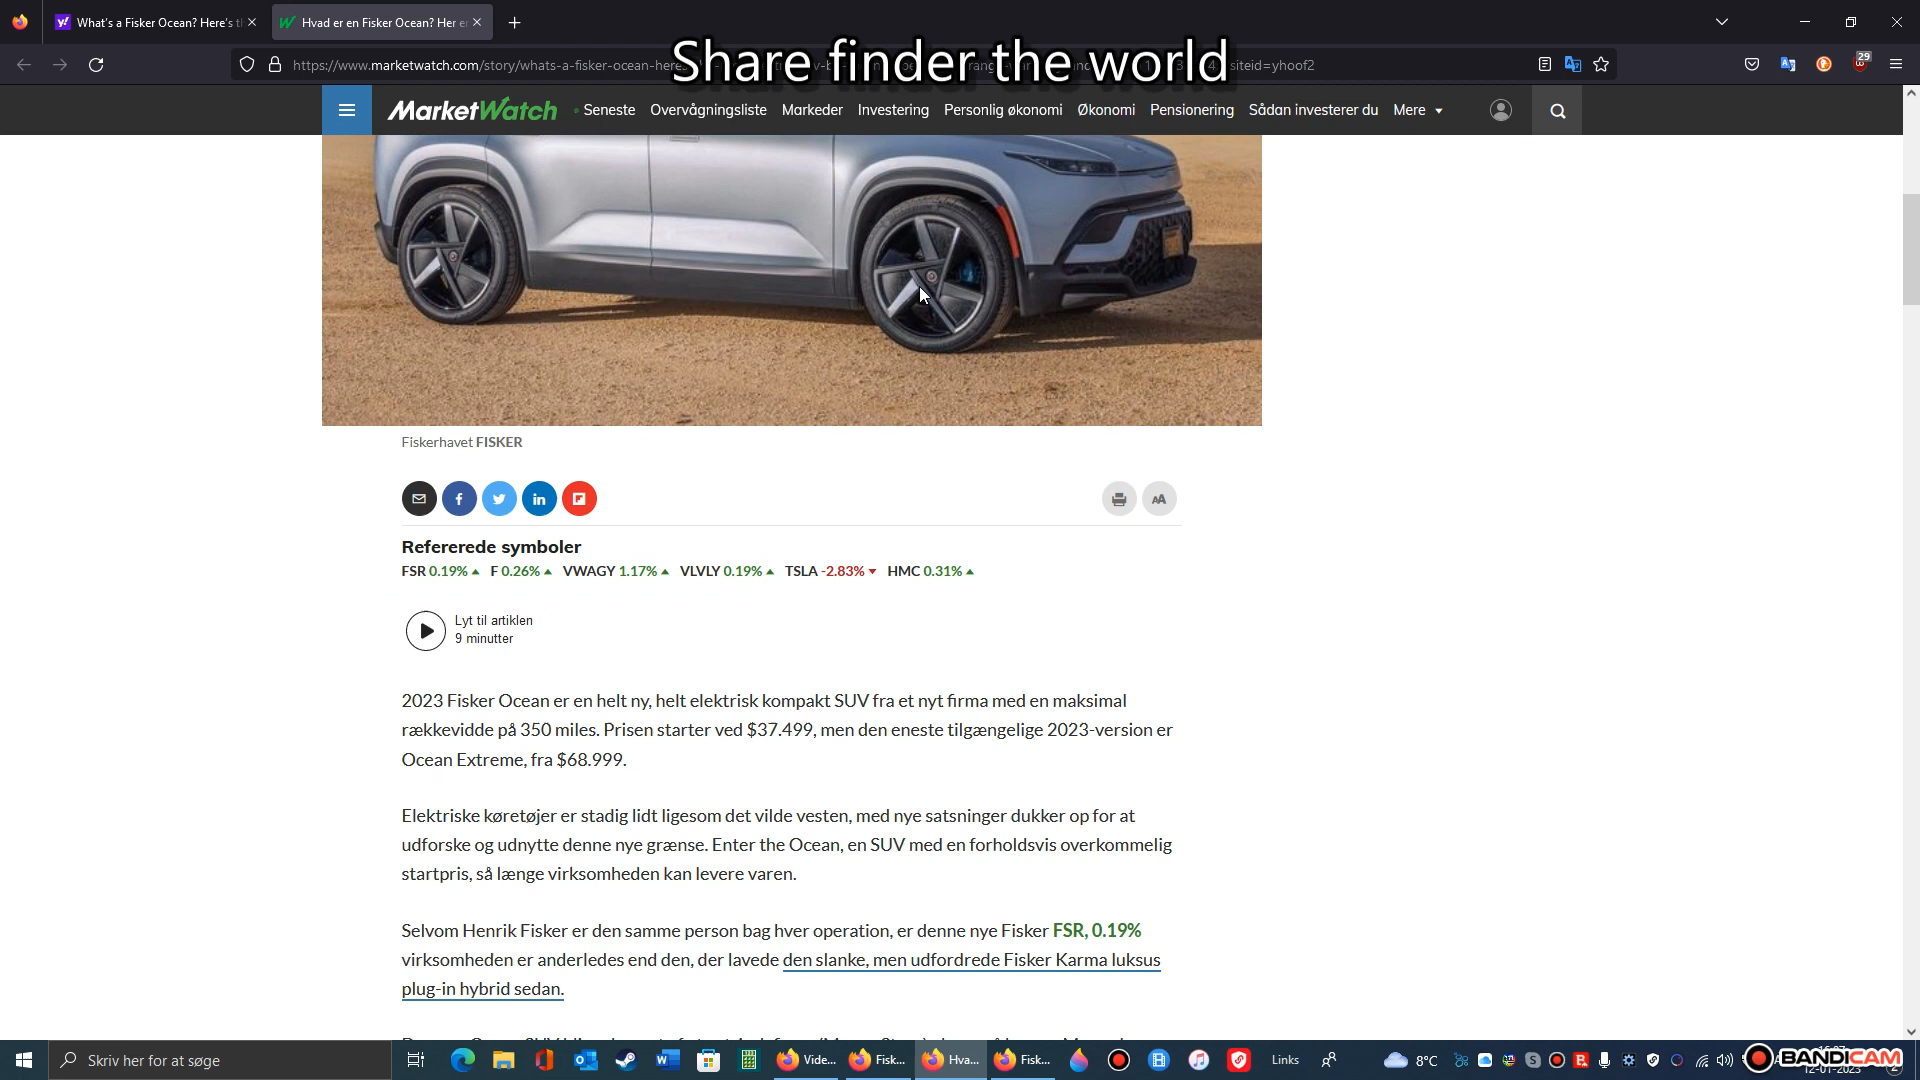 What's a Fisker Ocean? Here's
Hvad er en Fisker Ocean? Her
Share finder the world
https://www.marketwatch.com/story/whats-a-fisker-ocean-here
siteid=yhoof2
29
MarketWatch
Seneste
Overvågningsliste
Markeder
Investering
Personlig økonomi
Økonomi
Pensionering
Sådan investerer du
Mere
Fiskerhavet FISKER
Refererede symboler
FSR 0.19% F 0.26% VWAGY 1.17% VLVLY 0.19% TSLA -2.83% HMC 0.31%
Lyt til artiklen
9 minutter
2023 Fisker Ocean er en helt ny, helt elektrisk kompakt SUV fra et nyt firma med en maksimal
rækkevidde på 350 miles. Prisen starter ved $37.499, men den eneste tilgængelige 2023-version er
Ocean Extreme, fra $68.999.
Elektriske køretøjer er stadig lidt ligesom det vilde vesten, med nye satsninger dukker op for at
udforske og udnytte denne nye grænse. Enter the Ocean, en SUV med en forholdsvis overkommelig
startpris, så længe virksomheden kan levere varen.
Selvom Henrik Fisker er den samme person bag hver operation, er denne nye Fisker FSR, 0.19%
virksomheden er anderledes end den, der lavede den slanke, men udfordrede Fisker Karma luksus
plug-in hybrid sedan.
Skriv her for at søge
Vide...
Fisk...
Hva...
Fisk...
Links
8°C
12-01-2023
BANDICAM